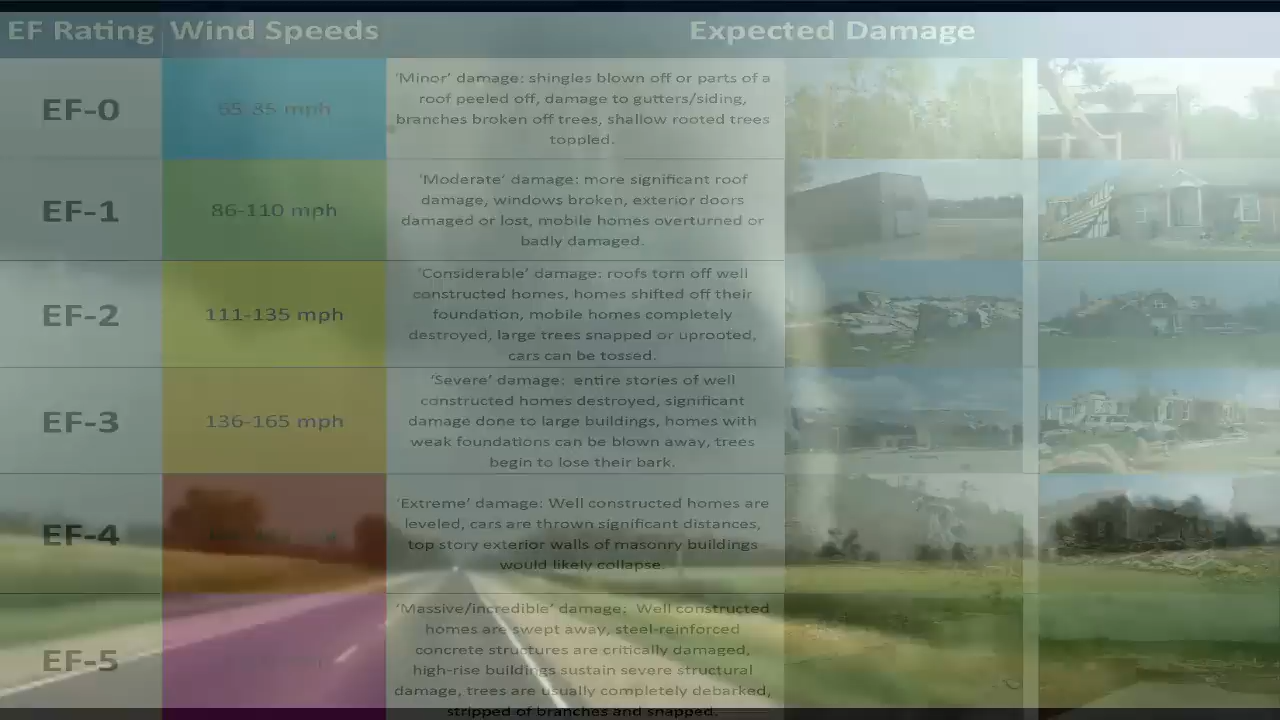 EF Rating Wind Speeds Expected Damage
EF-0
65-85 mph
'Minor' damage: shingles blown off or parts of a
roof peeled off, damage to gutters/siding,
branches broken off trees, shallow rooted trees
toppled.
EF-1
86-110 mph
'Moderate' damage: more significant roof
damage, windows broken, exterior doors
damaged or lost, mobile homes overturned or
badly damaged.
EF-2
111-135 mph
'Considerable' damage: roofs torn off well
constructed homes, homes shifted off their
foundation, mobile homes completely
destroyed, large trees snapped or uprooted,
cars can be tossed.
EF-3
136-165 mph
'Severe' damage: entire stories of well
constructed homes destroyed, significant
damage done to large buildings, homes with
weak foundations can be blown away, trees
begin to lose their bark.
EF-4
'Extreme' damage: Well constructed homes are
leveled, cars are thrown significant distances,
top story exterior walls of masonry buildings
would likely collapse.
EF-5
'Massive/incredible' damage: Well constructed
homes are swept away, steel-reinforced
concrete structures are critically damaged,
high-rise buildings sustain severe structural
damage, trees are usually completely debarked,
stripped of branches and snapped.